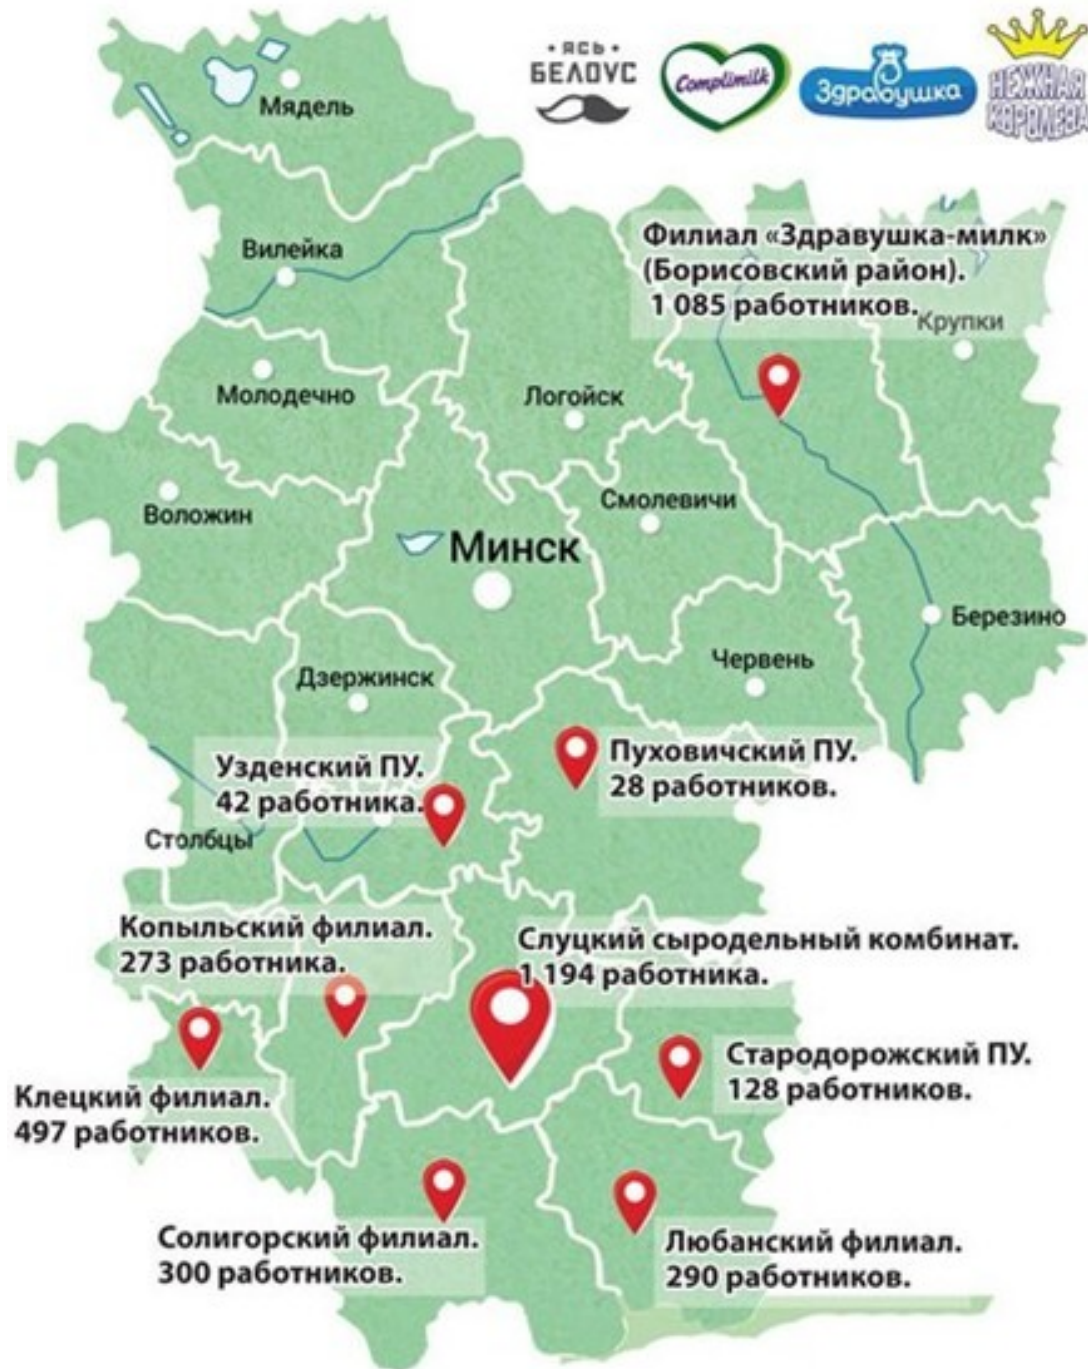 • ЯСЬ •
БЕЛОУС
Complimilk
Здравушка
НЕЖНАЯ
КОРОЛЕВА
Мядель
Вилейка
Филиал «Здравушка-милк»
(Борисовский район).
1 085 работников.
Крупки
Молодечно
Логойск
Воложин
Смолевичи
Минск
Березино
Дзержинск
Червень
Узденский ПУ.
42 работника.
Пуховичский ПУ.
28 работников.
Столбцы
Копыльский филиал.
273 работника.
Слуцкий сыродельный комбинат.
1 194 работника.
Клецкий филиал.
497 работников.
Стародорожский ПУ.
128 работников.
Солигорский филиал.
300 работников.
Любанский филиал.
290 работников.